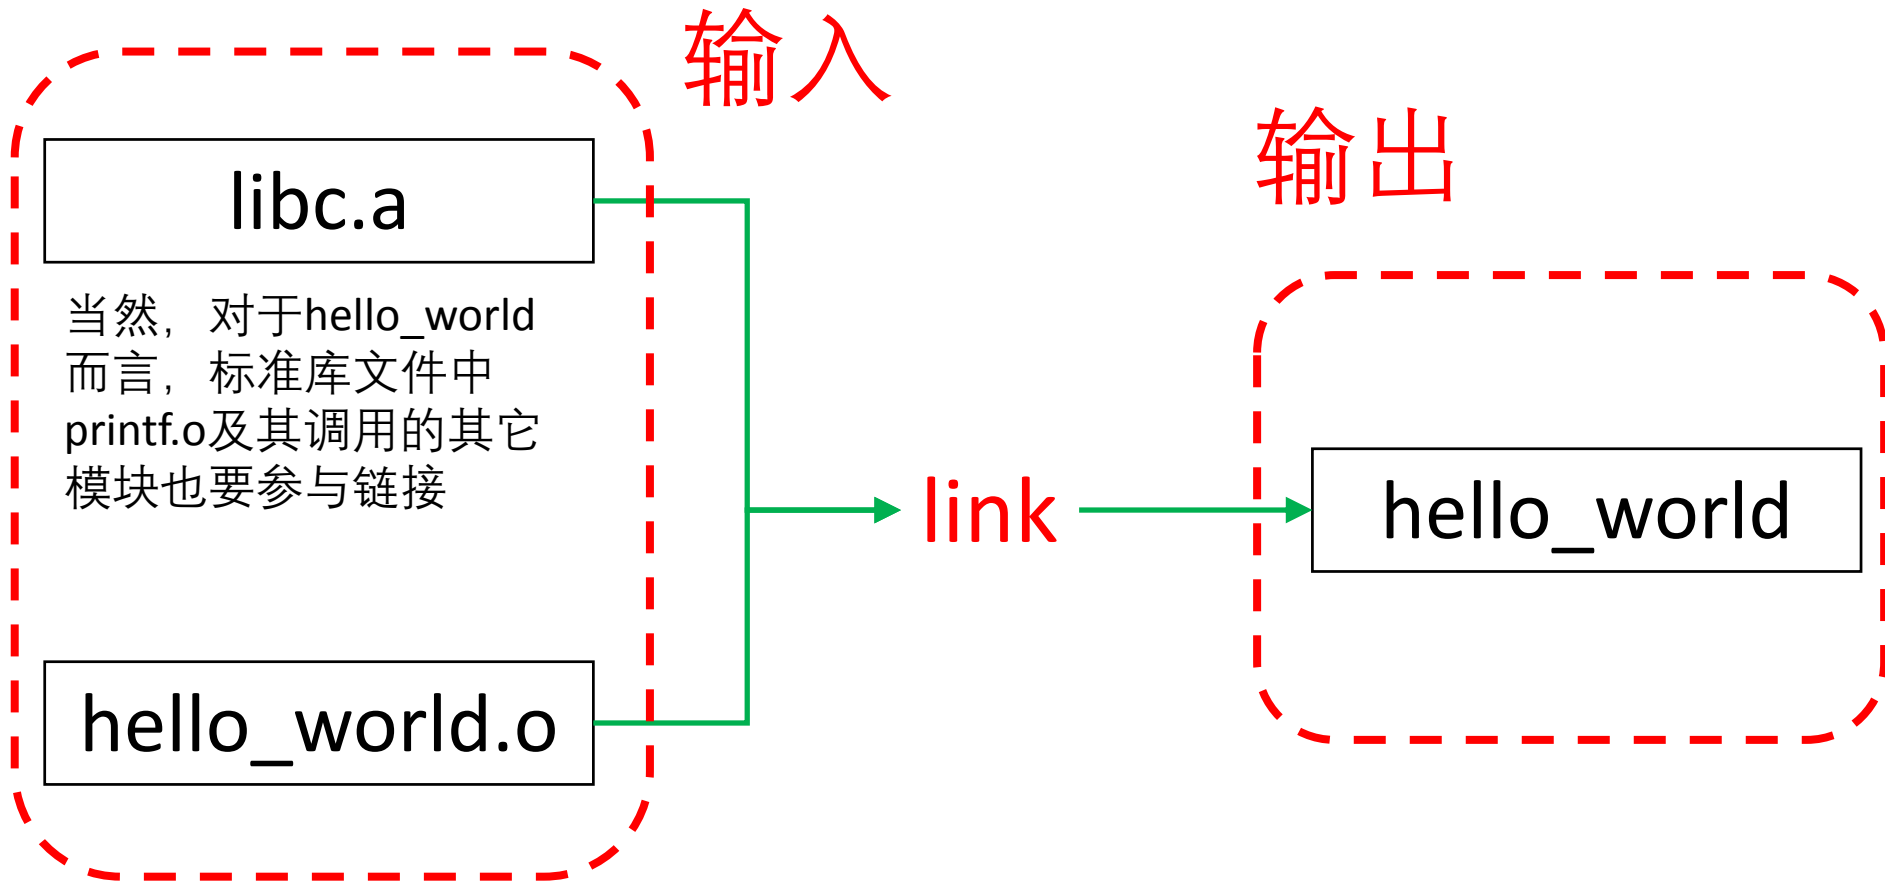 输入
输出
libc.a
当然，对于hello_world
而言，标准库文件中
printf.o及其调用的其它
模块也要参与链接
link
hello_world
hello_world.o